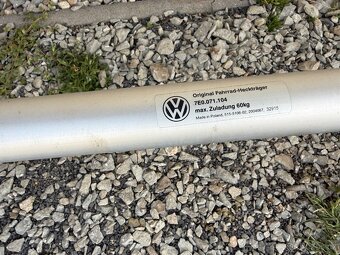 Original Fahrrad-Heckträger
7E0.071.104
max. Zuladung 60kg
Made in Poland,